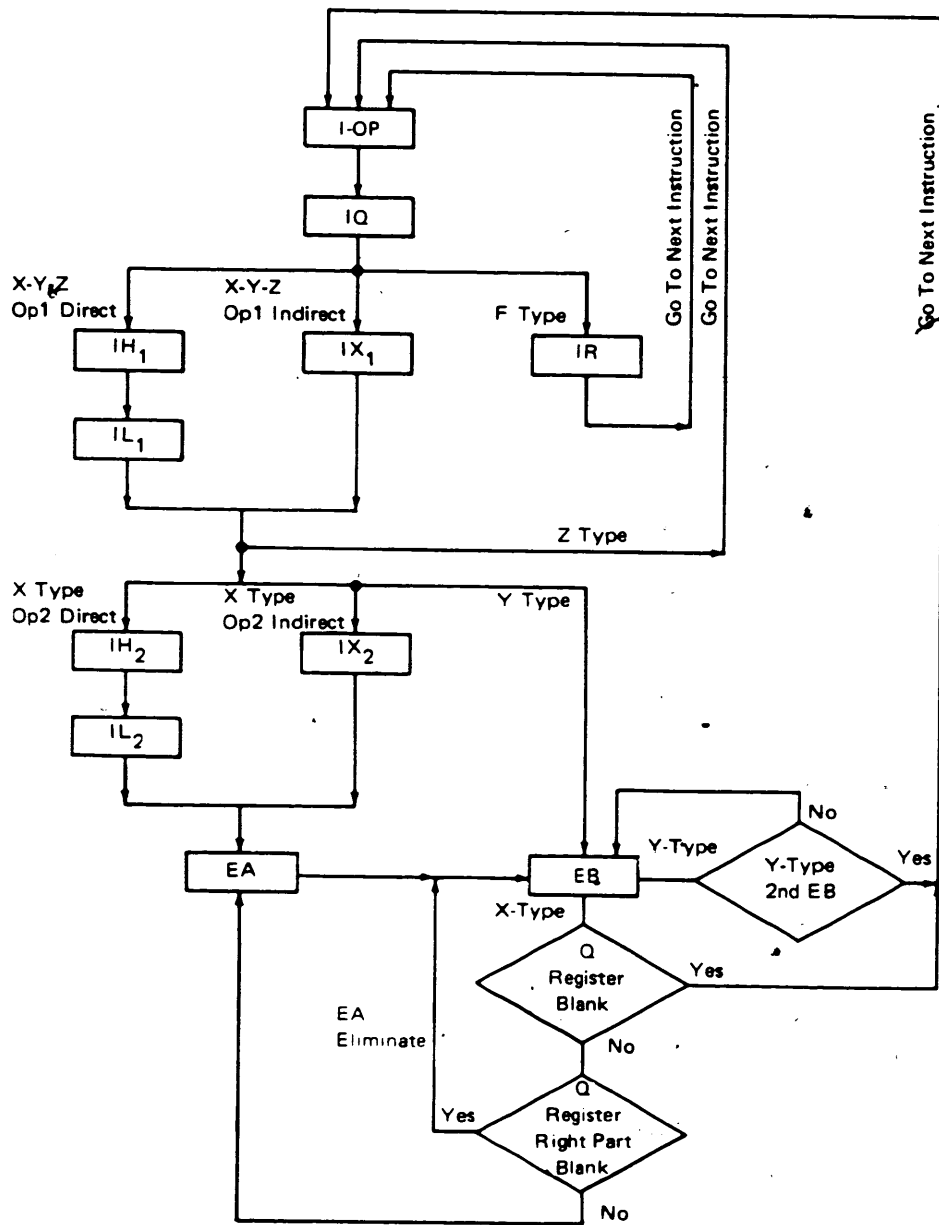 I-OP
IQ
Go To Next Instruction
Go To Next Instruction
Go To Next Instruction
X-Y-Z
Op1 Direct
X-Y-Z
Op1 Indirect
F Type
IH1
IX1
IR
IL1
Z Type
X Type
Op2 Direct
X Type
Op2 Indirect
Y Type
IH2
IX2
IL2
No
EA
EB
Y-Type
Y-Type
2nd EB
Yes
X-Type
Q
Register
Blank
Yes
EA
Eliminate
No
Yes
Q
Register
Right Part
Blank
No